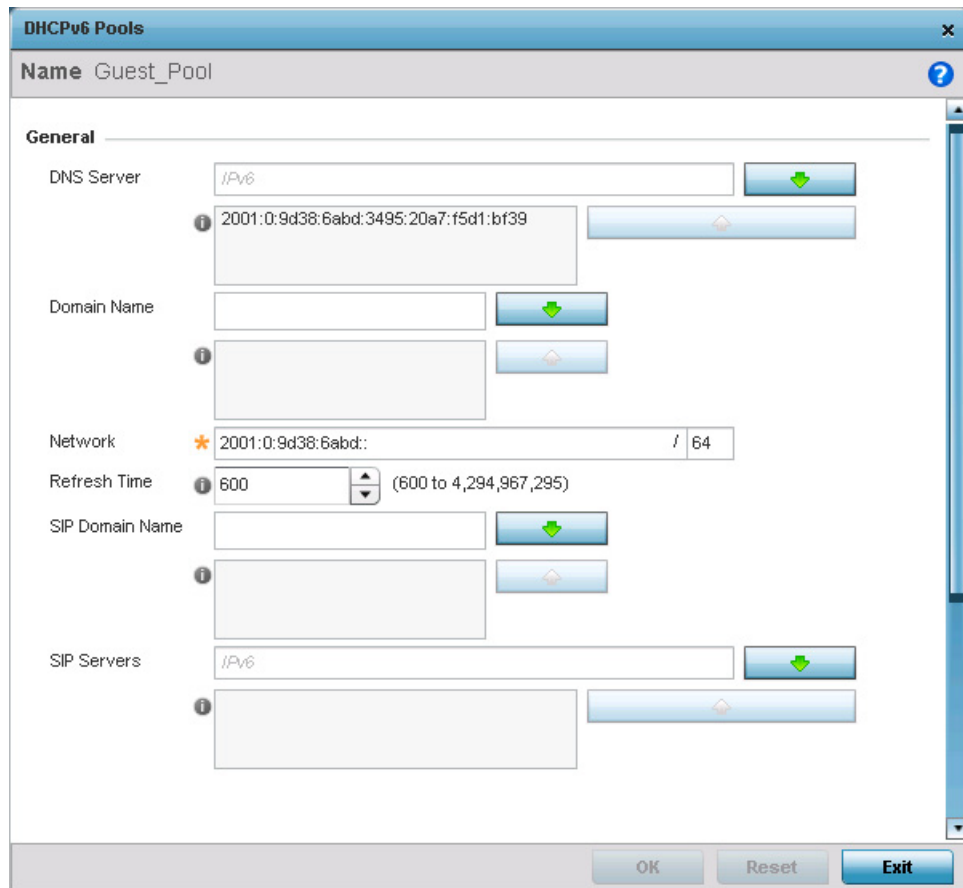 DHCPv6 Pools x
Name Guest_Pool ?
General
DNS Server IPv6
i 2001:0:9d38:6abd:3495:20a7:f5d1:bf39
Domain Name
i
Network * 2001:0:9d38:6abd:: / 64
Refresh Time i 600 (600 to 4,294,967,295)
SIP Domain Name
i
SIP Servers IPv6
i
OK Reset Exit